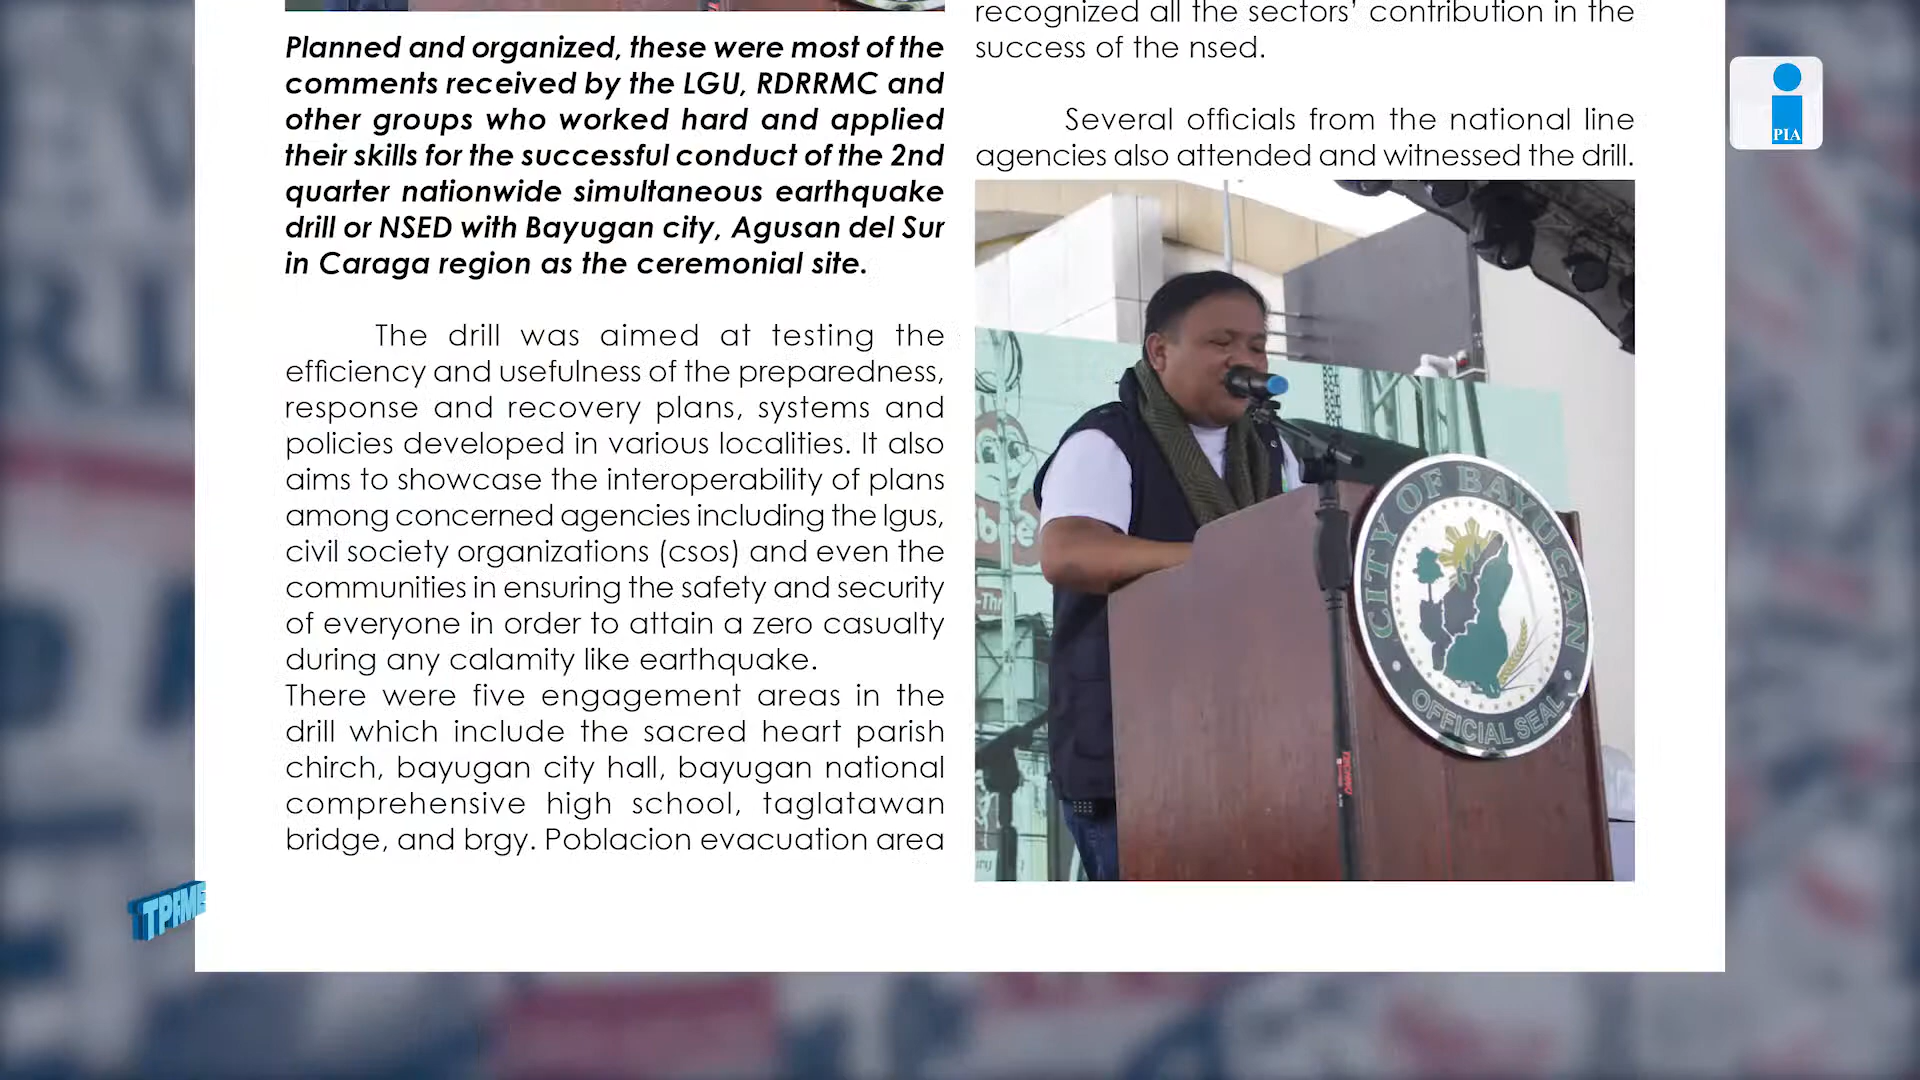 Planned and organized, these were most of the
comments received by the LGU, RDRRMC and
other groups who worked hard and applied
their skills for the successful conduct of the 2nd
quarter nationwide simultaneous earthquake
drill or NSED with Bayugan city, Agusan del Sur
in Caraga region as the ceremonial site.
The drill was aimed at testing the
efficiency and usefulness of the preparedness,
response and recovery plans, systems and
policies developed in various localities. It also
aims to showcase the interoperability of plans
among concerned agencies including the lgus,
civil society organizations (csos) and even the
communities in ensuring the safety and security
of everyone in order to attain a zero casualty
during any calamity like earthquake.
There were five engagement areas in the
drill which include the sacred heart parish
chirch, bayugan city hall, bayugan national
comprehensive high school, taglatawan
bridge, and brgy. Poblacion evacuation area
recognized all the sectors' contribution in the
success of the nsed.
Several officials from the national line
agencies also attended and witnessed the drill.
CITY OF BAYUGAN
OFFICIAL SEAL
PIA